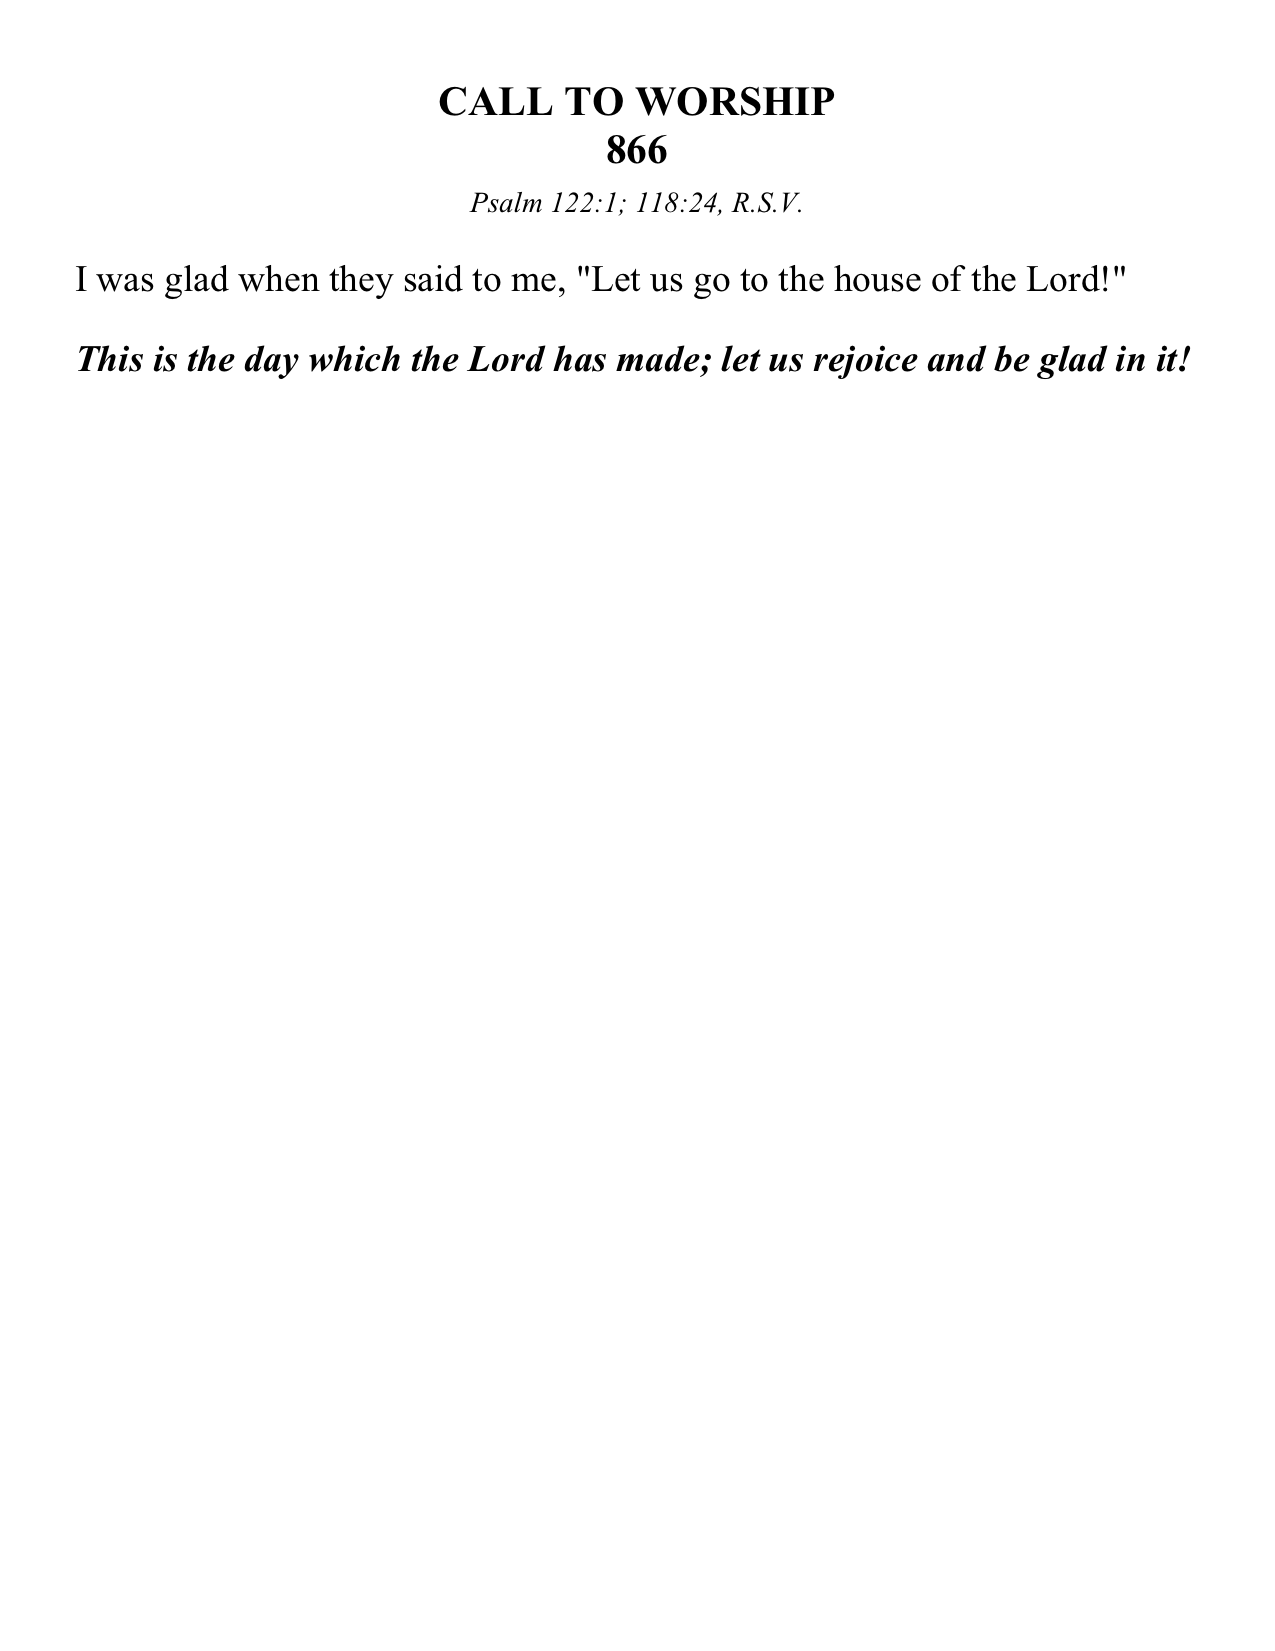 CALL TO WORSHIP
866
Psalm 122:1; 118:24, R.S.V.
I was glad when they said to me, "Let us go to the house of the Lord!"
This is the day which the Lord has made; let us rejoice and be glad in it!